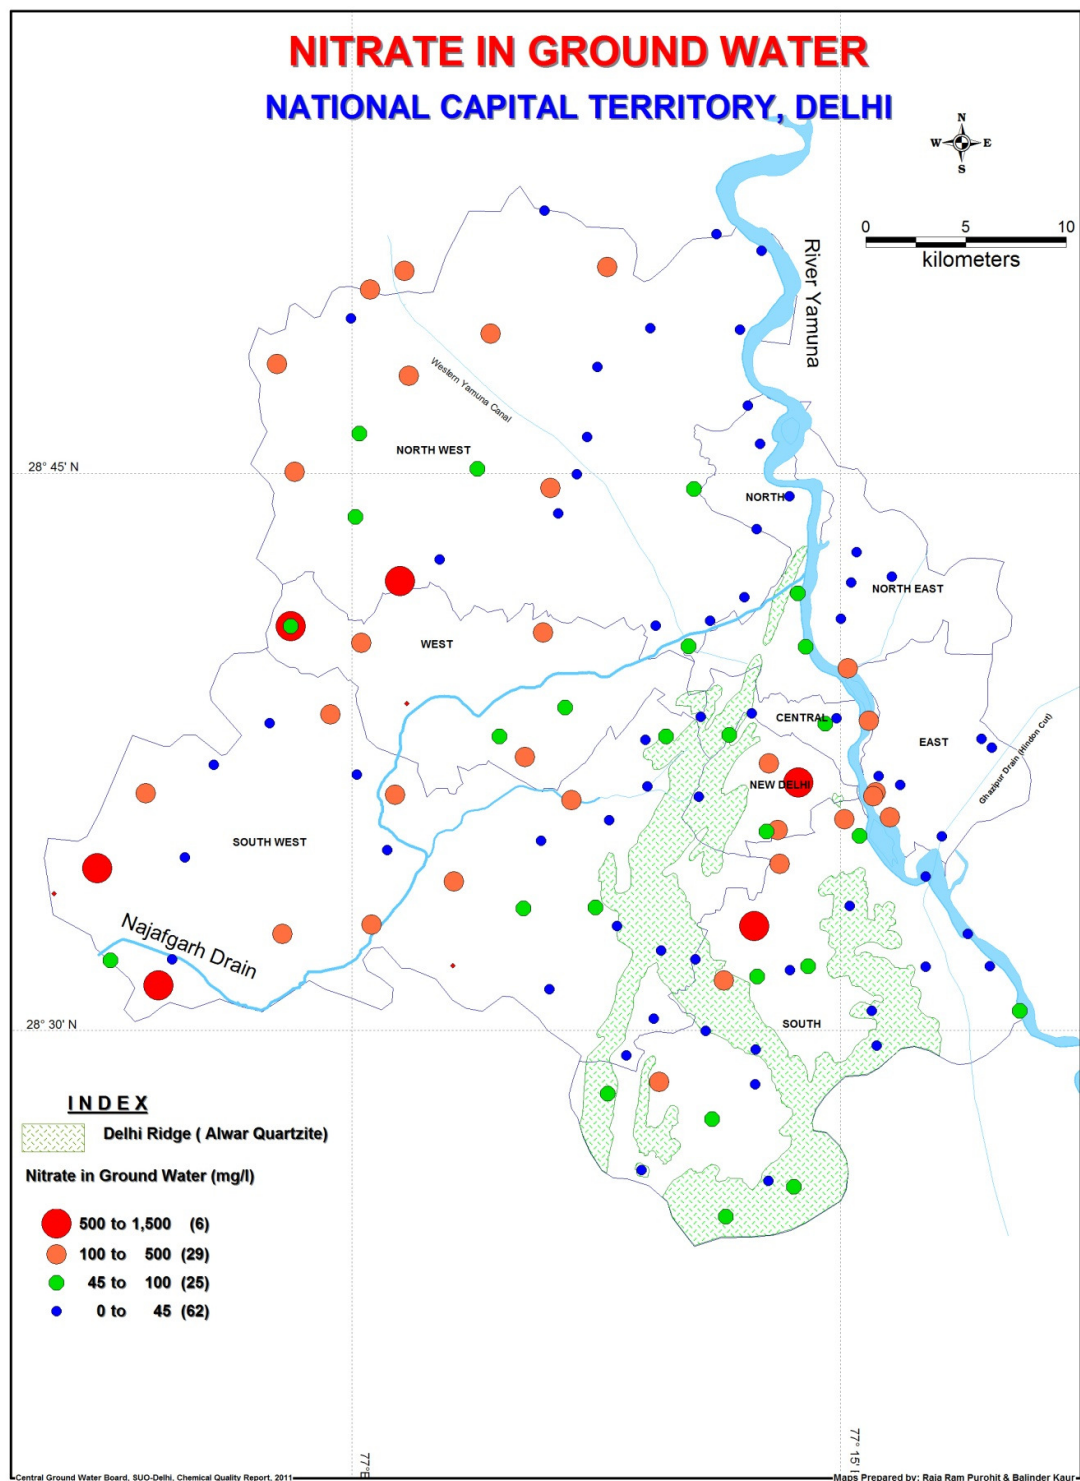 NITRATE IN GROUND WATER
NATIONAL CAPITAL TERRITORY, DELHI
N
W E
S
0 5 10
kilometers
River Yamuna
Western Yamuna Canal
NORTH WEST
28° 45' N
NORTH
NORTH EAST
WEST
CENTRAL
EAST
Ghazipur Drain (Hindon Cut)
NEW DELHI
SOUTH WEST
Najafgarh Drain
28° 30' N
SOUTH
INDEX
Delhi Ridge ( Alwar Quartzite)
Nitrate in Ground Water (mg/l)
500 to 1,500 (6)
100 to 500 (29)
45 to 100 (25)
0 to 45 (62)
77°E
77° 15'
Central Ground Water Board, SUO-Delhi, Chemical Quality Report, 2011
Maps Prepared by: Raja Ram Purohit & Balinder Kaur